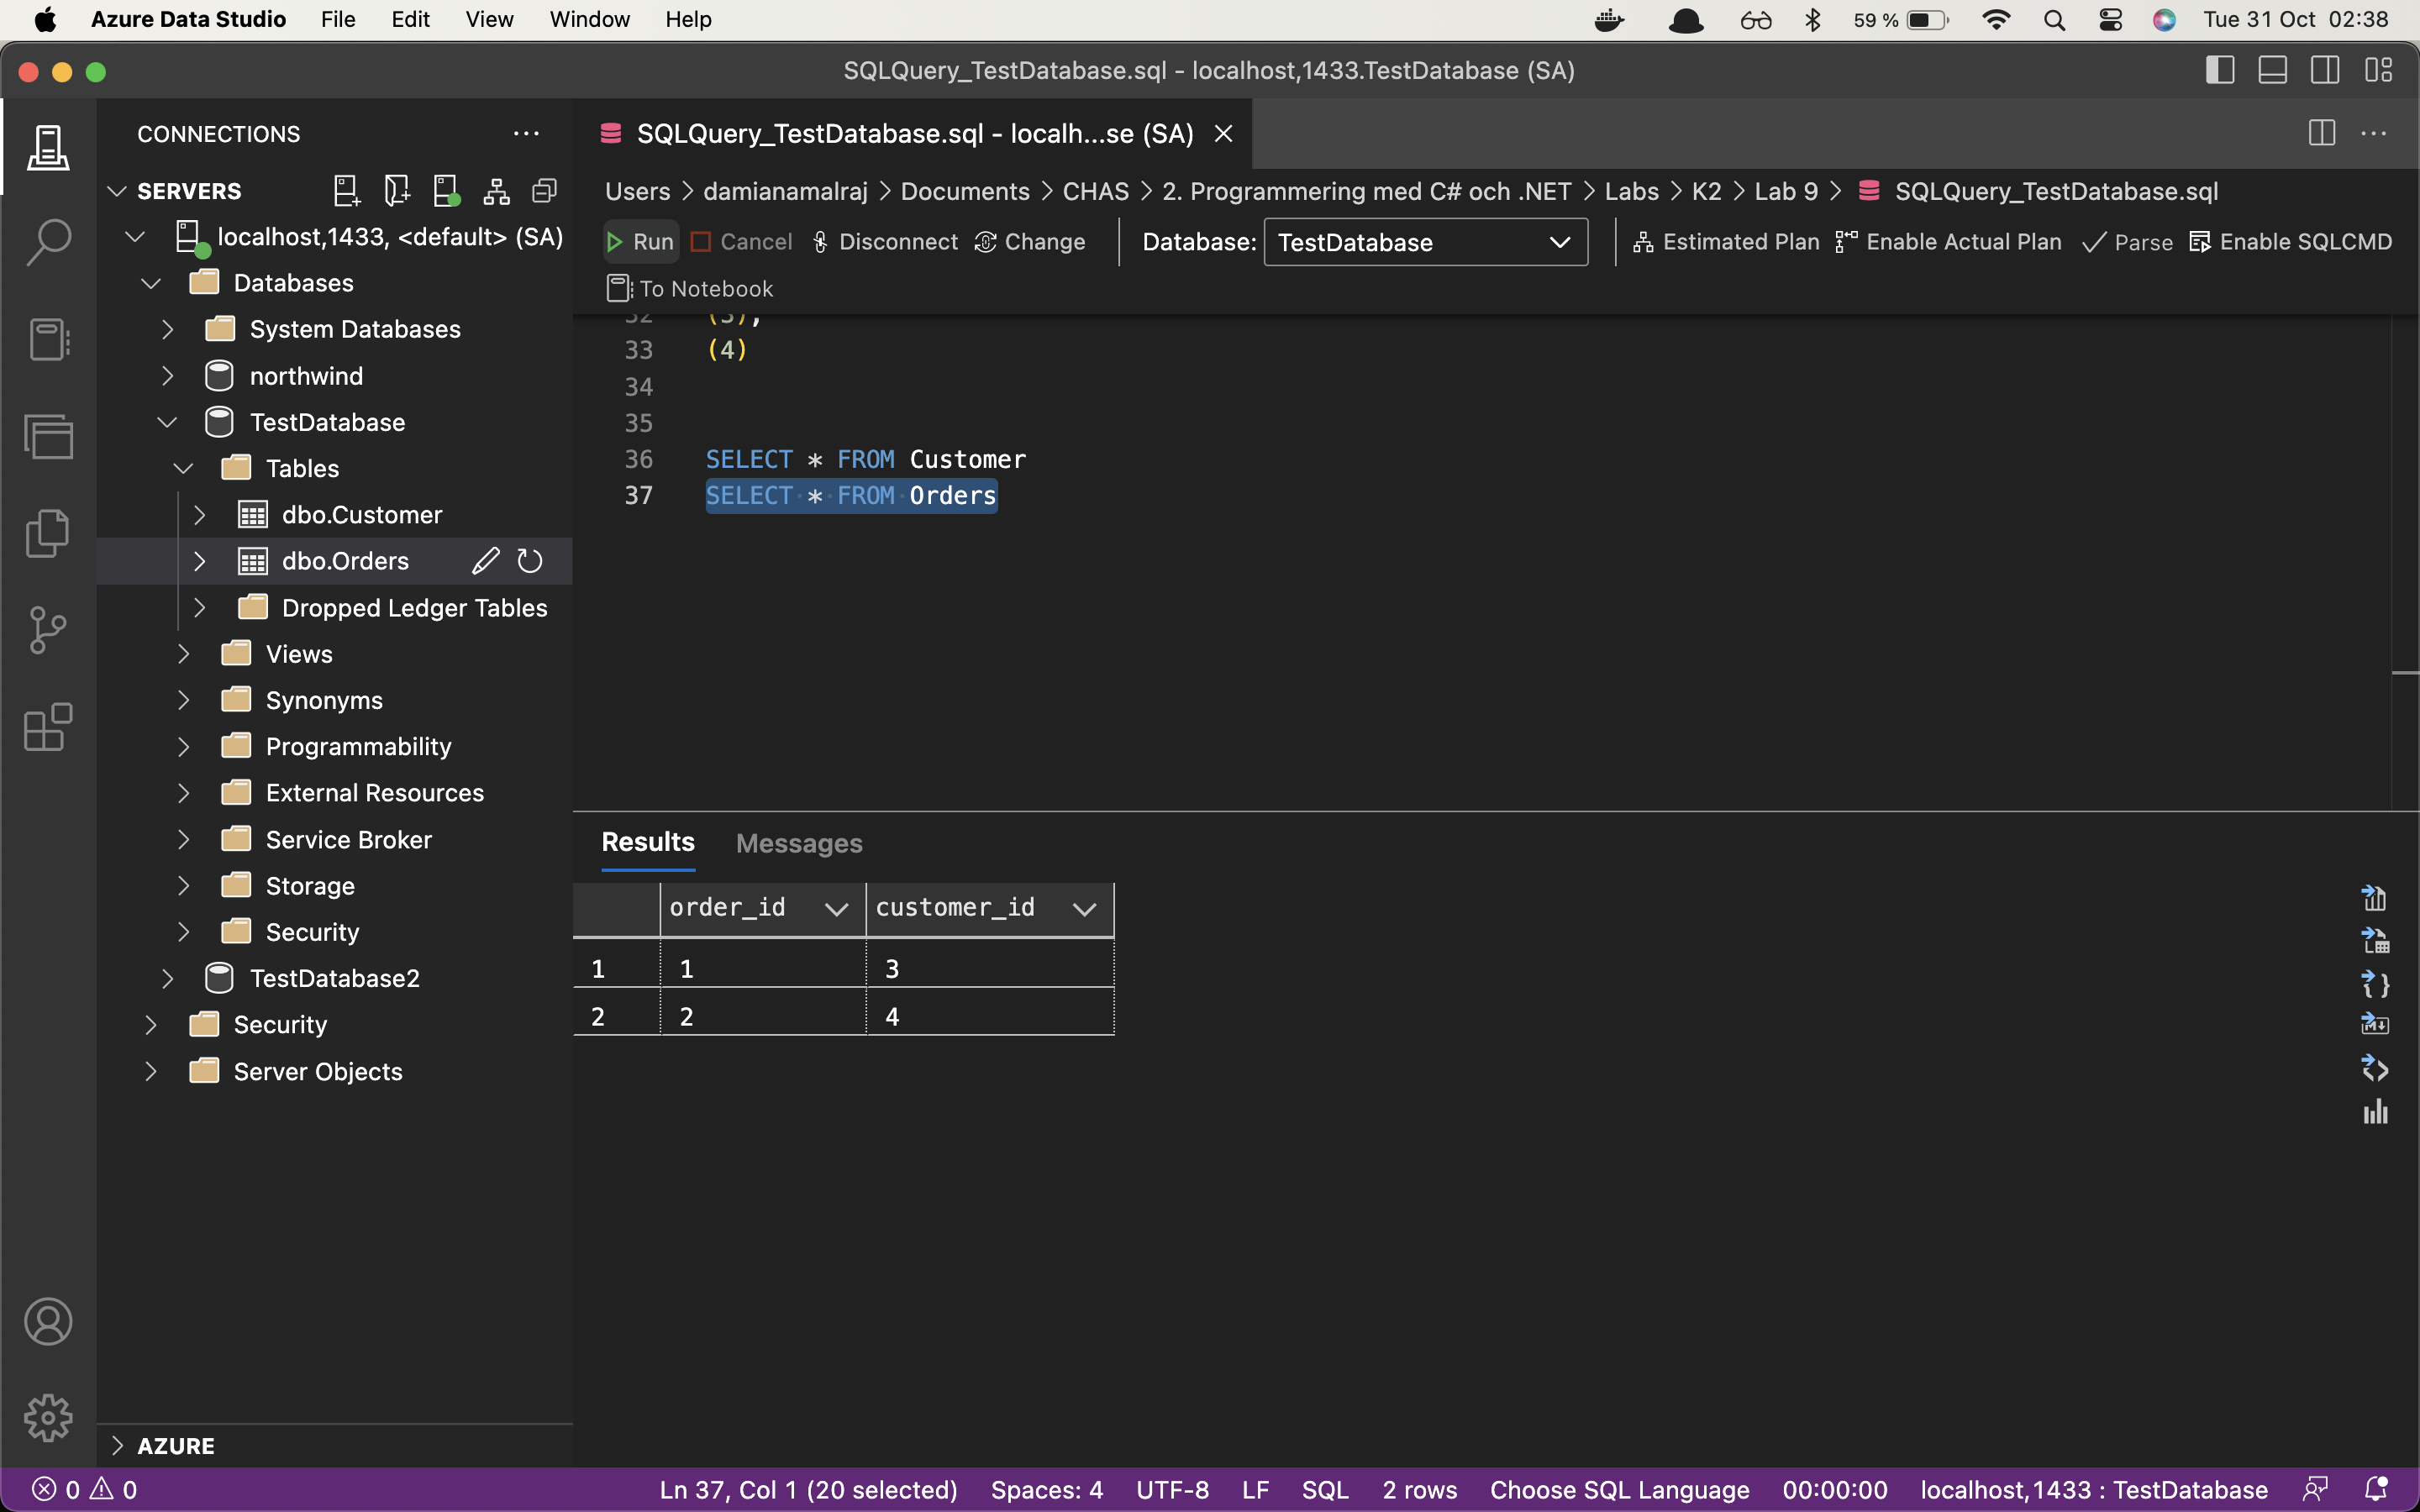 Azure Data Studio File Edit View Window Help 59 % Tue 31 Oct 02:38
SQLQuery_TestDatabase.sql - localhost,1433.TestDatabase (SA)
CONNECTIONS
SERVERS
localhost,1433, <default> (SA)
Databases
System Databases
northwind
TestDatabase
Tables
dbo.Customer
dbo.Orders
Dropped Ledger Tables
Views
Synonyms
Programmability
External Resources
Service Broker
Storage
Security
TestDatabase2
Security
Server Objects
AZURE
SQLQuery_TestDatabase.sql - localh...se (SA)
Users > damianamalraj > Documents > CHAS > 2. Programmering med C# och .NET > Labs > K2 > Lab 9 > SQLQuery_TestDatabase.sql
Run Cancel Disconnect Change Database: TestDatabase Estimated Plan Enable Actual Plan Parse Enable SQLCMD
To Notebook
32 (3),
33 (4)
34
35
36 SELECT * FROM Customer
37 SELECT * FROM Orders
Results Messages
order_id customer_id
1 1 3
2 2 4
0 0 Ln 37, Col 1 (20 selected) Spaces: 4 UTF-8 LF SQL 2 rows Choose SQL Language 00:00:00 localhost,1433 : TestDatabase